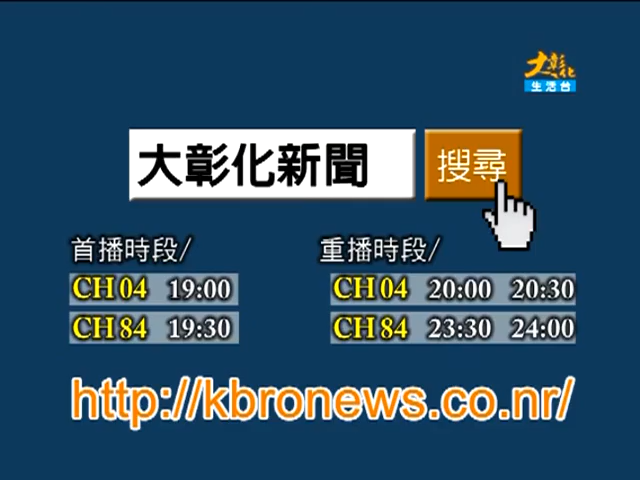 大彰化
生活台
大彰化新聞 搜尋
首播時段/ 重播時段/
CH04 19:00 CH04 20:00 20:30
CH84 19:30 CH84 23:30 24:00
http://kbronews.co.nr/